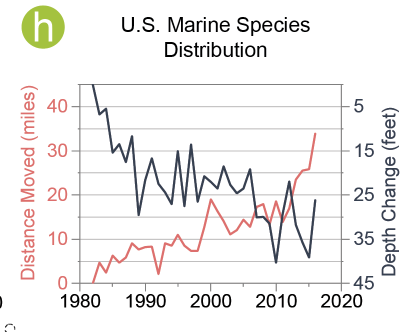 h
U.S. Marine Species
Distribution
Distance Moved (miles)
40
30
20
10
0
Depth Change (feet)
5
15
25
35
45
1980 1990 2000 2010 2020